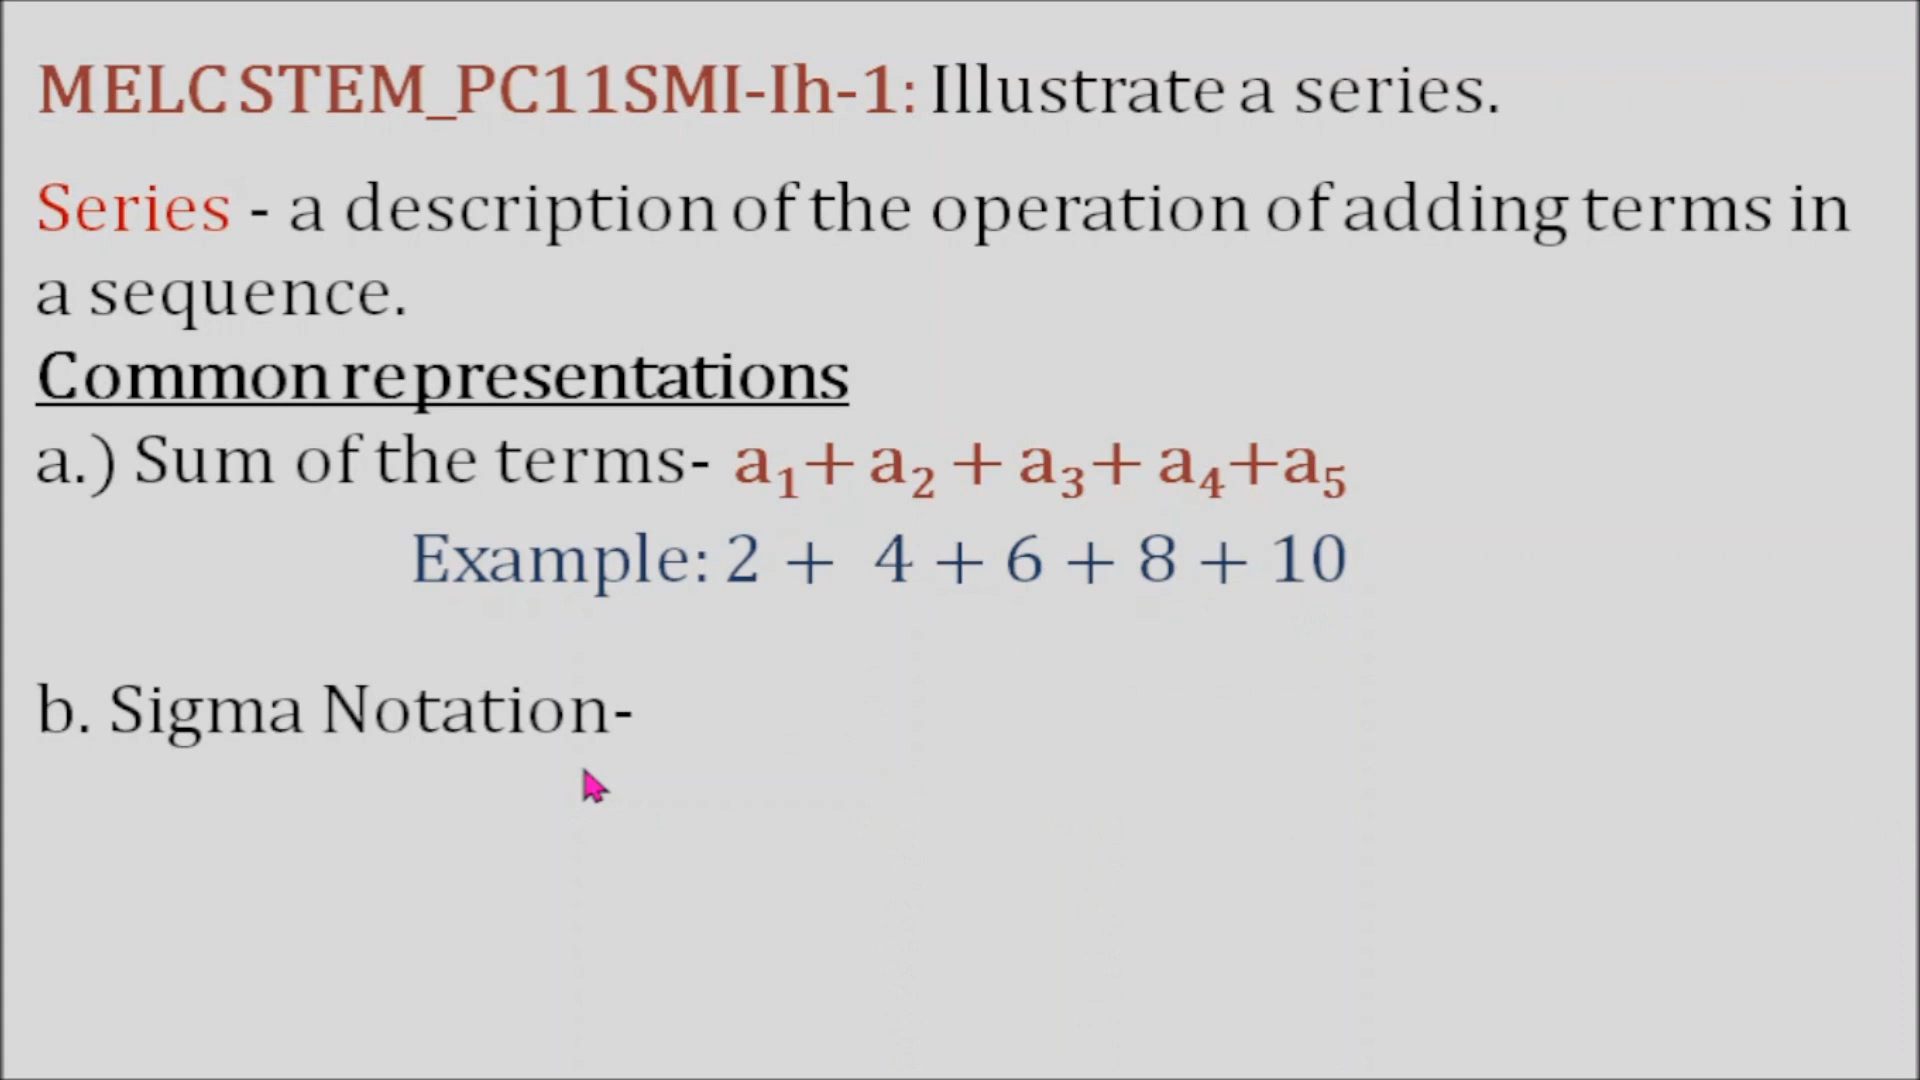 MELC STEM_PC11SMI-Ih-1: Illustrate a series.
Series - a description of the operation of adding terms in
a sequence.
Common representations
a.) Sum of the terms- a₁+ a₂ + a₃+ a₄+a₅
Example: 2 + 4 + 6 + 8 + 10
b. Sigma Notation-